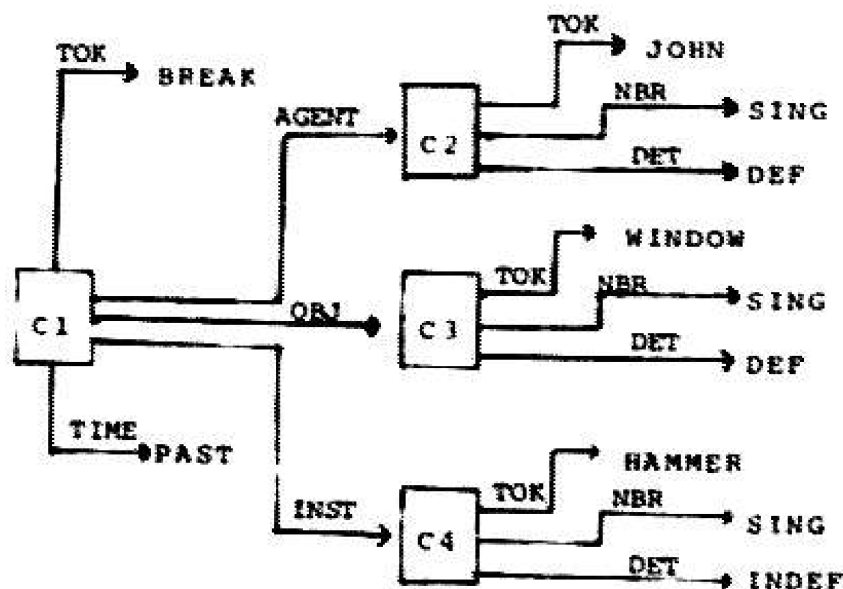 TOK
JOHN
TOK
BREAK
NBR
SING
AGENT
C2
DET
DEF
WINDOW
TOK
NBR
SING
C1
OBJ
C3
DET
DEF
TIME
PAST
HAMMER
TOK
NBR
SING
INST
C4
DET
INDEF